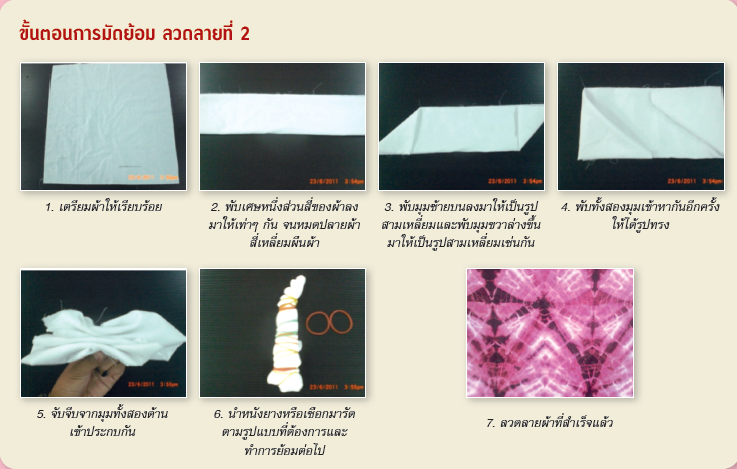 ขั้นตอนการมัดย้อม ลวดลายที่ 2
1. เตรียมผ้าให้เรียบร้อย
2. พับเศษหนึ่งส่วนสี่ของผ้าลง
มาให้เท่าๆ กัน จนหมดปลายผ้า
สี่เหลี่ยมผืนผ้า
3. พับมุมซ้ายบนลงมาให้เป็นรูป
สามเหลี่ยมและพับมุมขวาล่างขึ้น
มาให้เป็นรูปสามเหลี่ยมเช่นกัน
4. พับทั้งสองมุมเข้าหากันอีกครั้ง
ให้ได้รูปทรง
23/6/2011 3:54pm
23/6/2011 3:54pm
23/6/2011 3:54pm
5. จับจีบจากมุมทั้งสองด้าน
เข้าประกบกัน
6. นำหนังยางหรือเชือกมารัด
ตามรูปแบบที่ต้องการและ
ทำการย้อมต่อไป
7. ลวดลายผ้าที่สำเร็จแล้ว
23/6/2011 3:55pm
23/6/2011 3:55pm